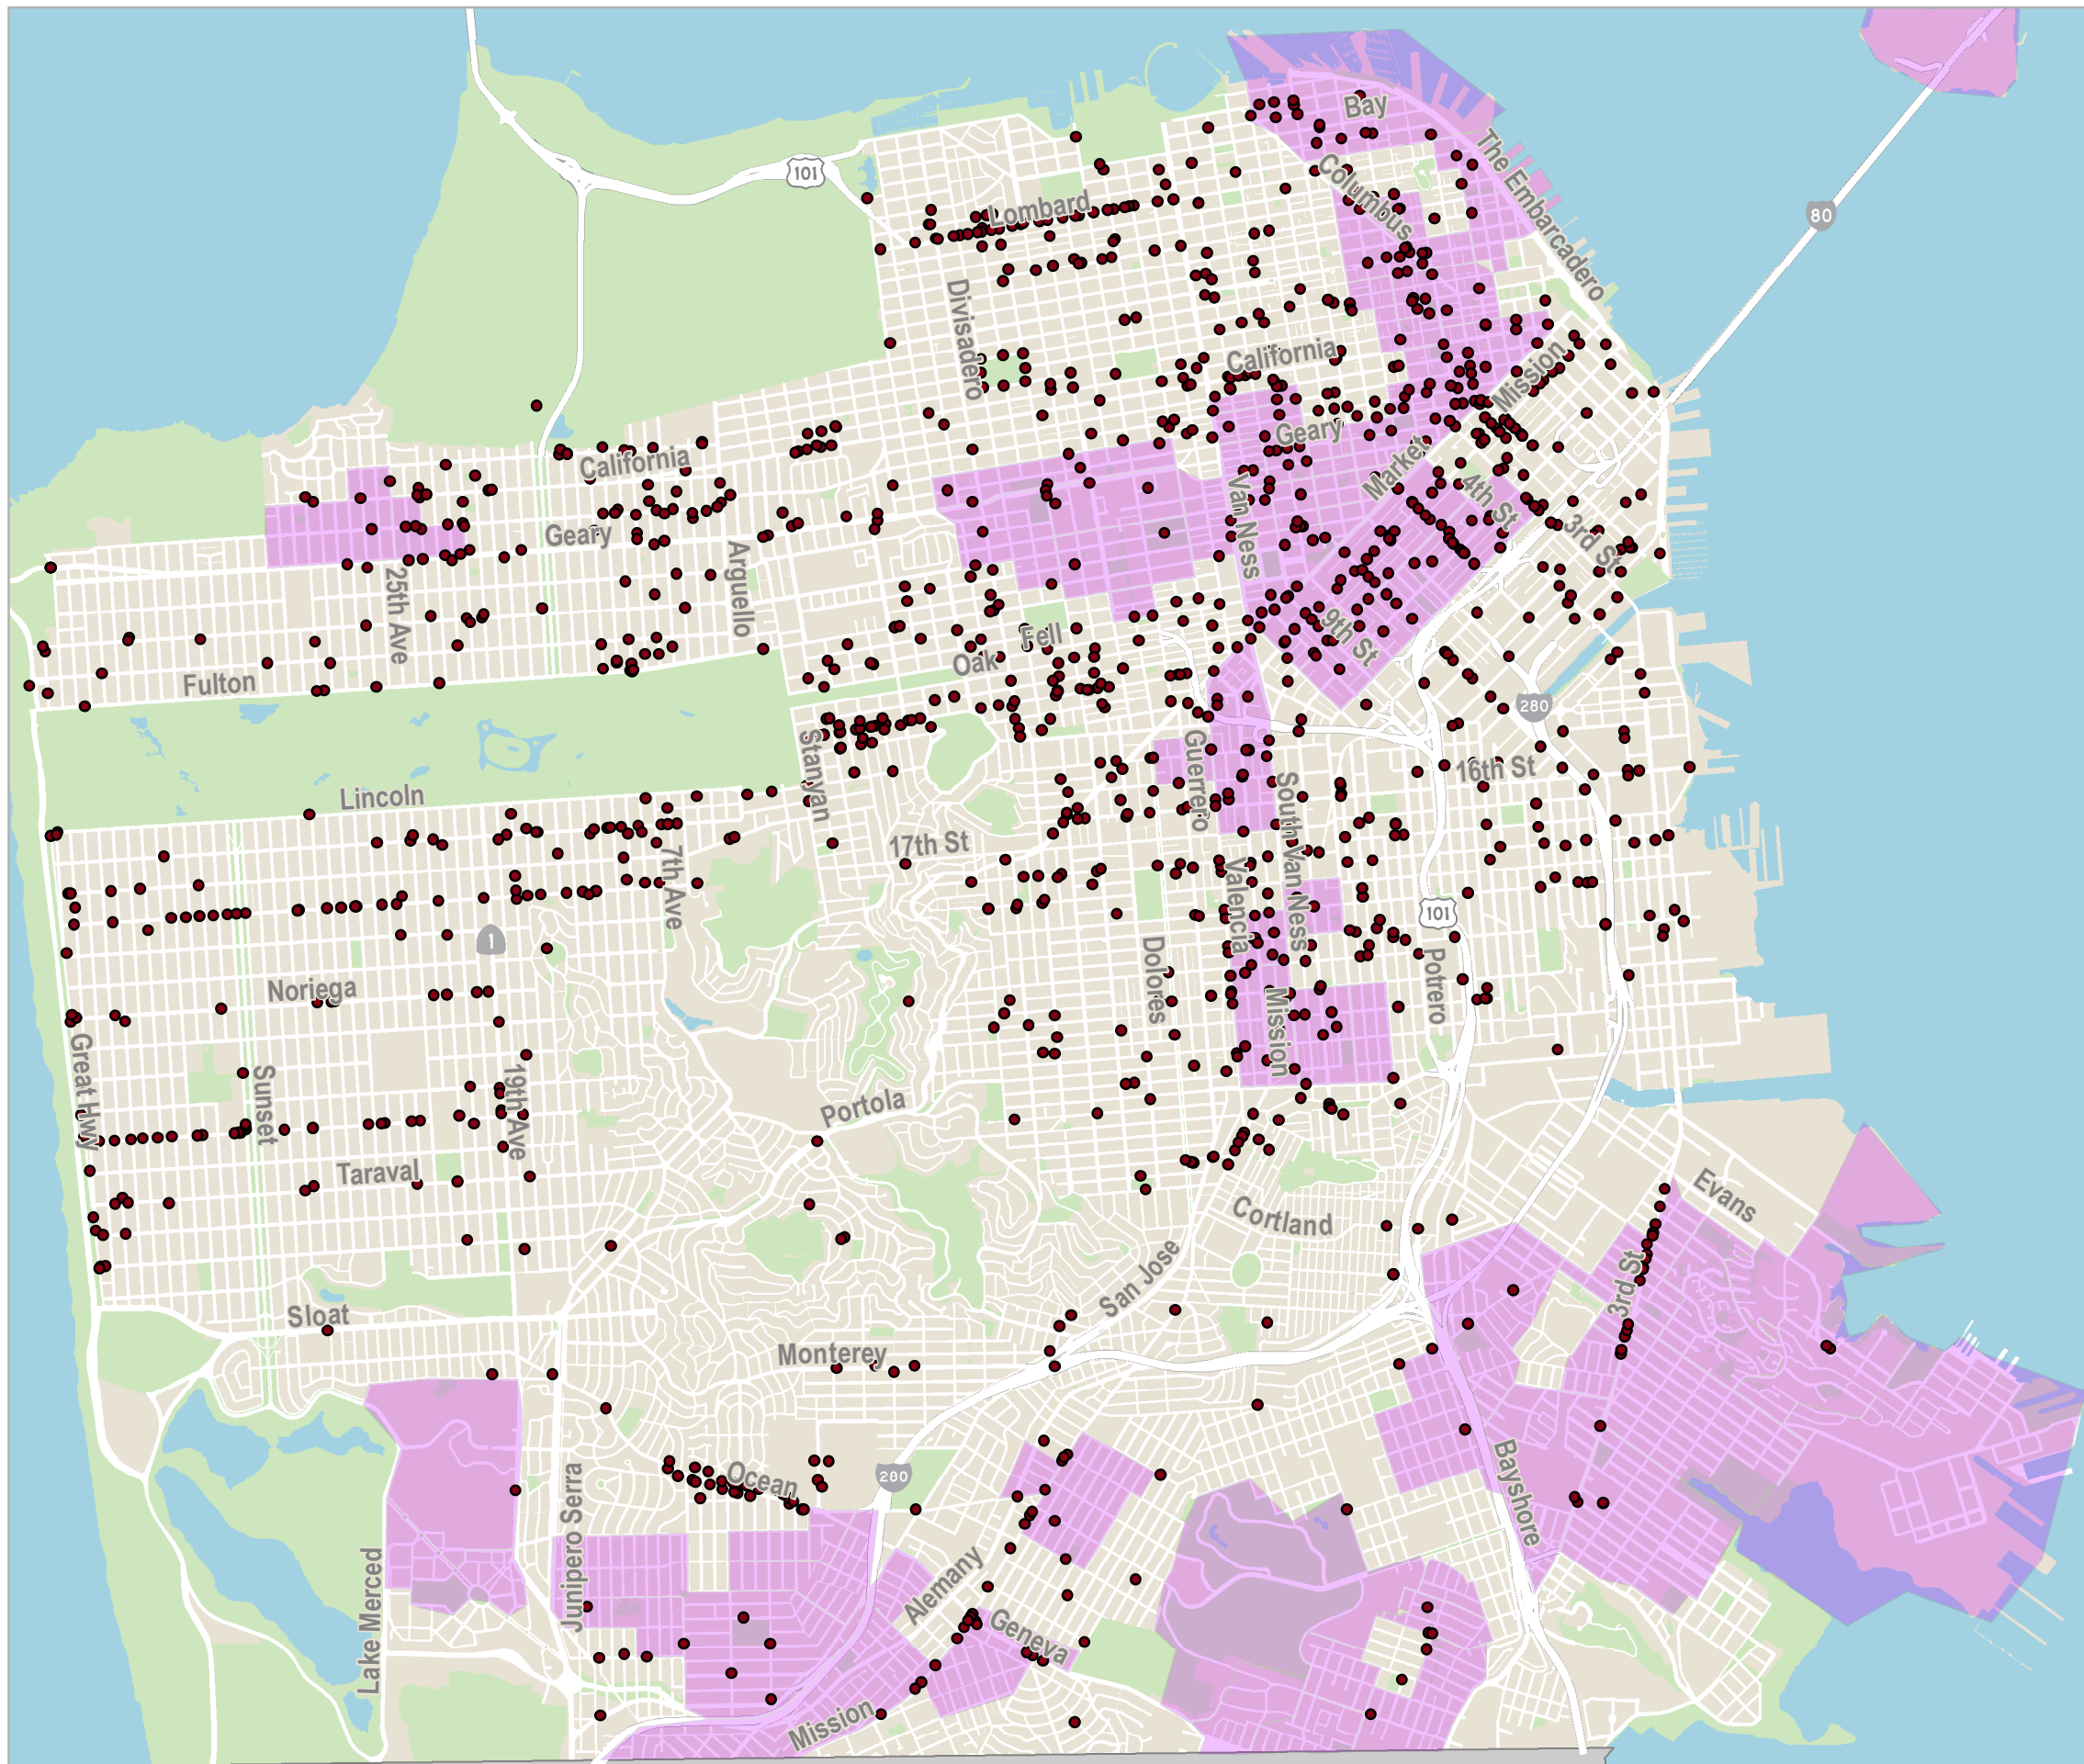 Bay
The Embarcadero
Columbus
101
Lombard
80
Divisadero
California
Mission
Geary
Market
California
4th St
Van Ness
3rd St
Geary
Arguello
25th Ave
9th St
Fell
Oak
Fulton
280
Stanyan
Guerrero
16th St
Lincoln
South Van Ness
17th St
7th Ave
Valencia
101
1
Dolores
Potrero
Noriega
Mission
Great Hwy
Sunset
19th Ave
Portola
Taraval
Evans
Cortland
San Jose
3rd St
Sloat
Monterey
Ocean
280
Bayshore
Junipero Serra
Alemany
Lake Merced
Geneva
Mission